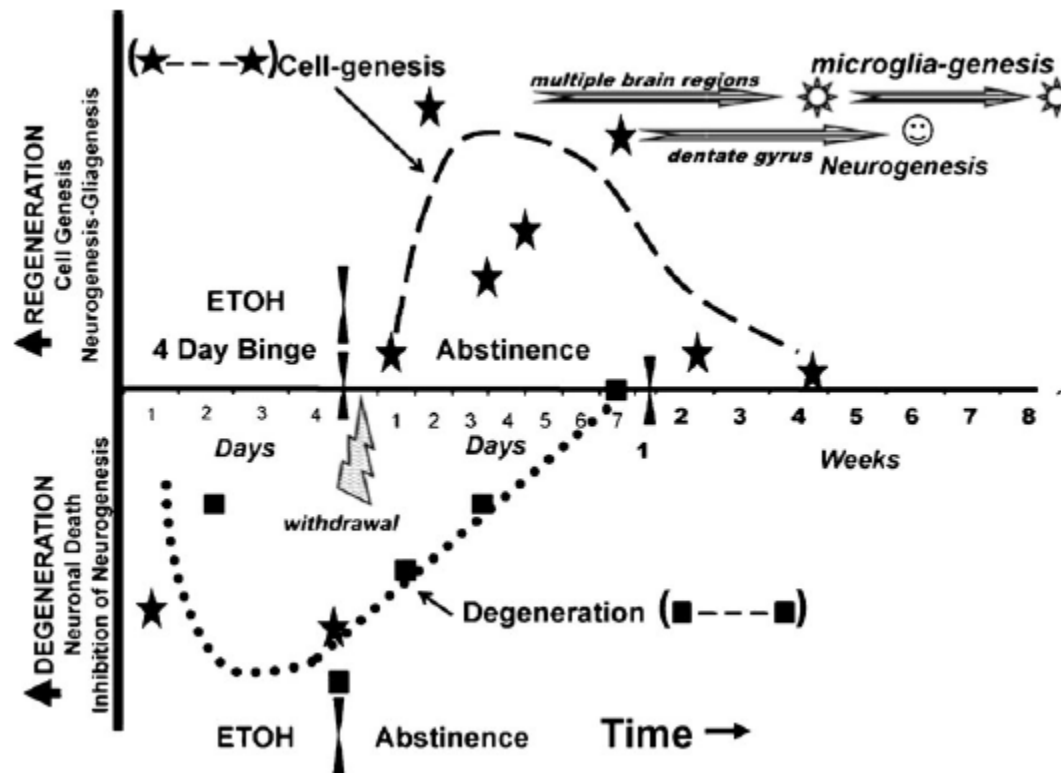 (★-----★) Cell-genesis
multiple brain regions
microglia-genesis
dentate gyrus
Neurogenesis
REGENERATION
Cell Genesis
Neurogenesis-Gliagenesis
ETOH
4 Day Binge
Abstinence
1 2 3 4 1 2 3 4 5 6 7 1 2 3 4 5 6 7 8
Days Days Weeks
withdrawal
DEGENERATION
Neuronal Death
Inhibition of Neurogenesis
Degeneration (■-----■)
ETOH Abstinence Time